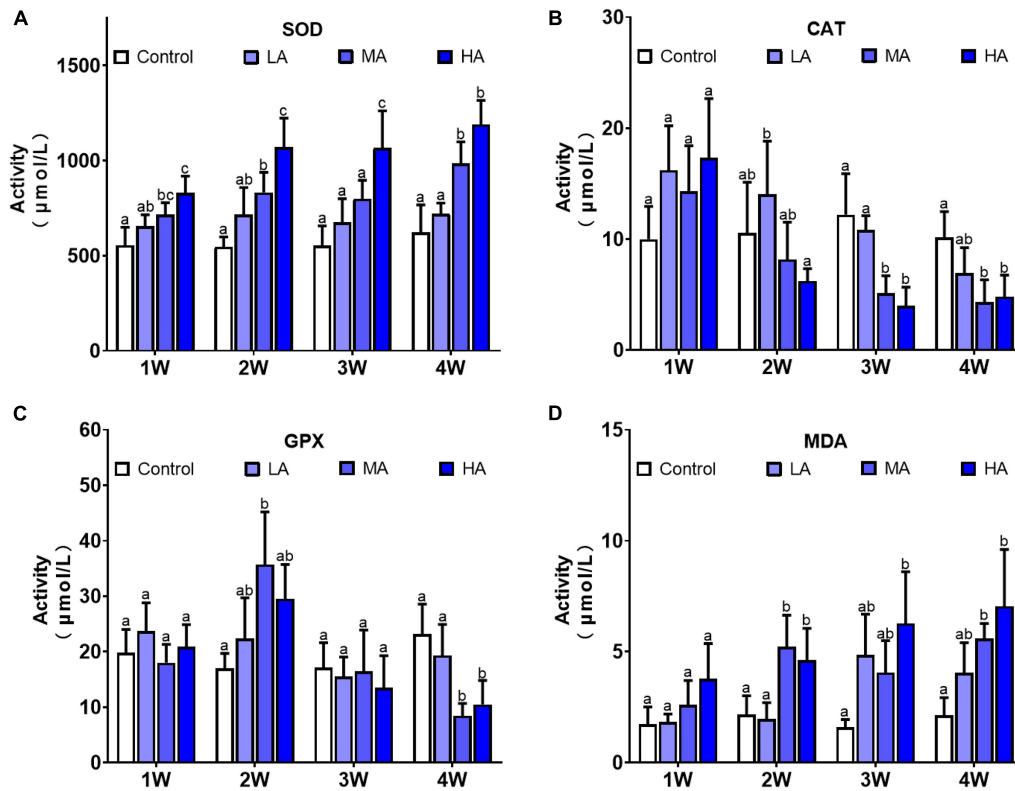 A
SOD
Control LA MA HA
Activity
( μmol/L)
1500
1000
500
0
a ab bc c
a ab b c
a a a c
a a b b
1W 2W 3W 4W
B
CAT
Control LA MA HA
Activity
( μmol/L)
30
20
10
0
a a a a
ab b ab a
a a b b
a ab b b
1W 2W 3W 4W
C
GPX
Control LA MA HA
Activity
( μmol/L)
60
50
40
30
20
10
0
a a a a
a ab b ab
a a a a
a a b b
1W 2W 3W 4W
D
MDA
Control LA MA HA
Activity
( μmol/L)
15
10
5
0
a a a a
a a b b
a ab ab b
a ab b b
1W 2W 3W 4W